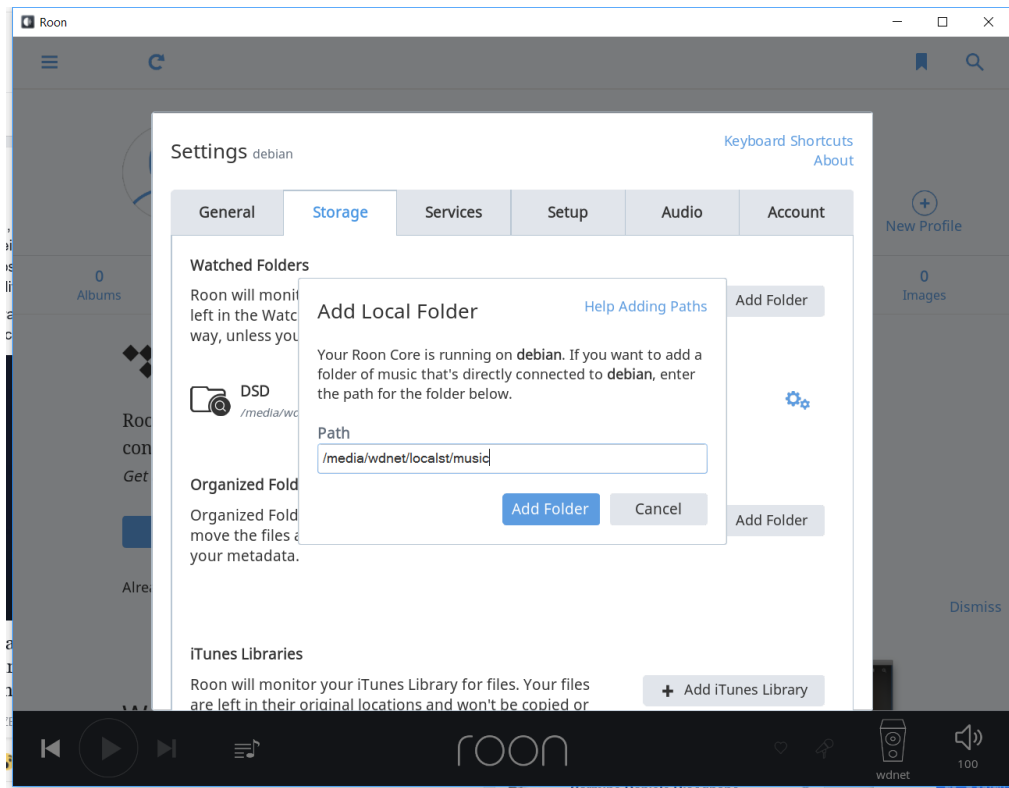 Roon
Settings debian
Keyboard Shortcuts
About
General Storage Services Setup Audio Account
New Profile
0
Albums
0
Images
Watched Folders
Roon will monit
left in the Watc
way, unless you
Add Folder
DSD
/media/wd
Add Local Folder
Help Adding Paths
Your Roon Core is running on debian. If you want to add a
folder of music that's directly connected to debian, enter
the path for the folder below.
Path
/media/wdnet/localst/music
Add Folder Cancel
Roo
con
Get
Alrea
Organized Fold
Organized Fold
move the files a
your metadata.
Add Folder
Dismiss
iTunes Libraries
Roon will monitor your iTunes Library for files. Your files
are left in their original locations and won't be copied or
+ Add iTunes Library
roon
wdnet
100